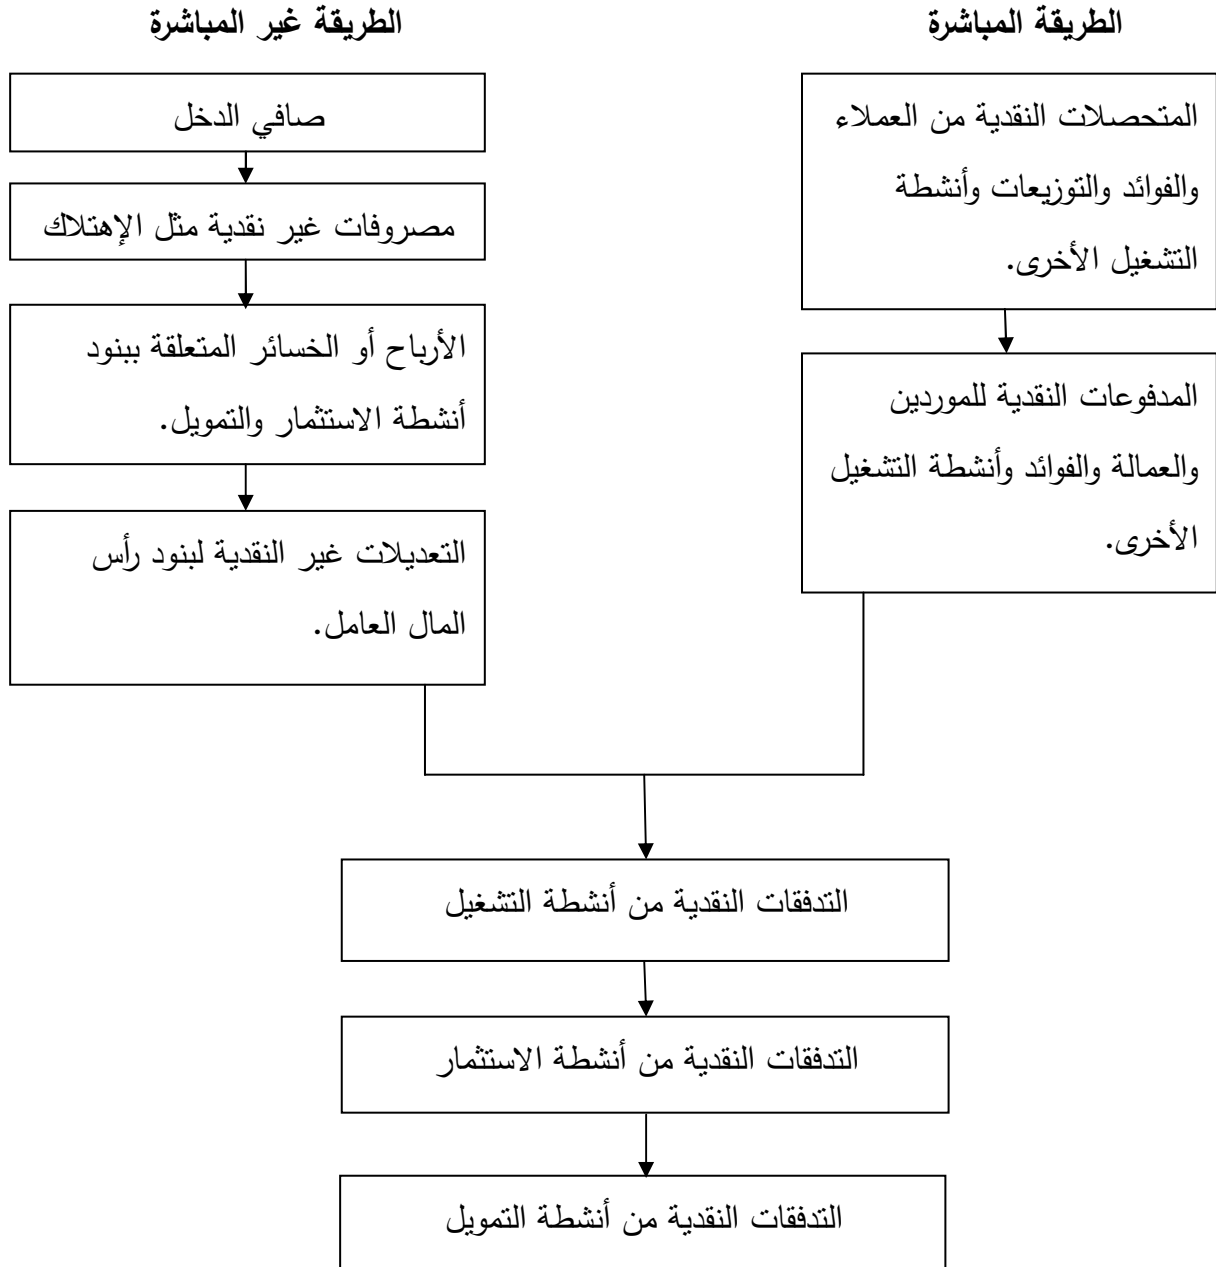 الطريقة المباشرة
الطريقة غير المباشرة
المتحصلات النقدية من العملاء
والفوائد والتوزيعات وأنشطة
التشغيل الأخرى.
المدفوعات النقدية للموردين
والعمالة والفوائد وأنشطة التشغيل
الأخرى.
صافي الدخل
مصروفات غير نقدية مثل الإهتلاك
الأرباح أو الخسائر المتعلقة ببنود
أنشطة الاستثمار والتمويل.
التعديلات غير النقدية لبنود رأس
المال العامل.
التدفقات النقدية من أنشطة التشغيل
التدفقات النقدية من أنشطة الاستثمار
التدفقات النقدية من أنشطة التمويل